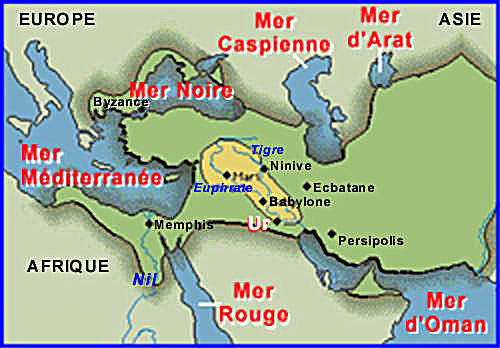 EUROPE
ASIE
Mer
Caspienne
Mer
d'Arat
Mer Noire
Byzance
Mer
Méditerranée
Tigre
Ninive
Mari
Ecbatane
Babylone
Ur
Memphis
Persipolis
AFRIQUE
Nil
Mer
Rouge
Mer
d'Oman